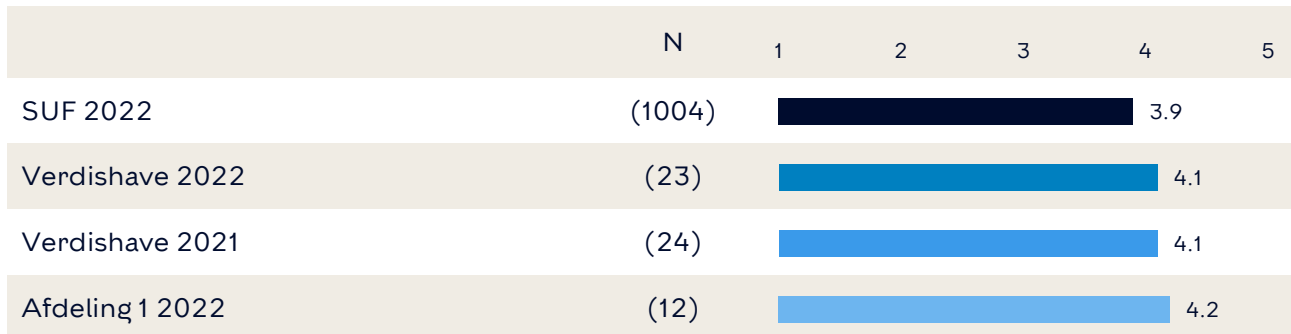 N 1 2 3 4 5
SUF 2022 (1004) 3.9
Verdishave 2022 (23) 4.1
Verdishave 2021 (24) 4.1
Afdeling 1 2022 (12) 4.2